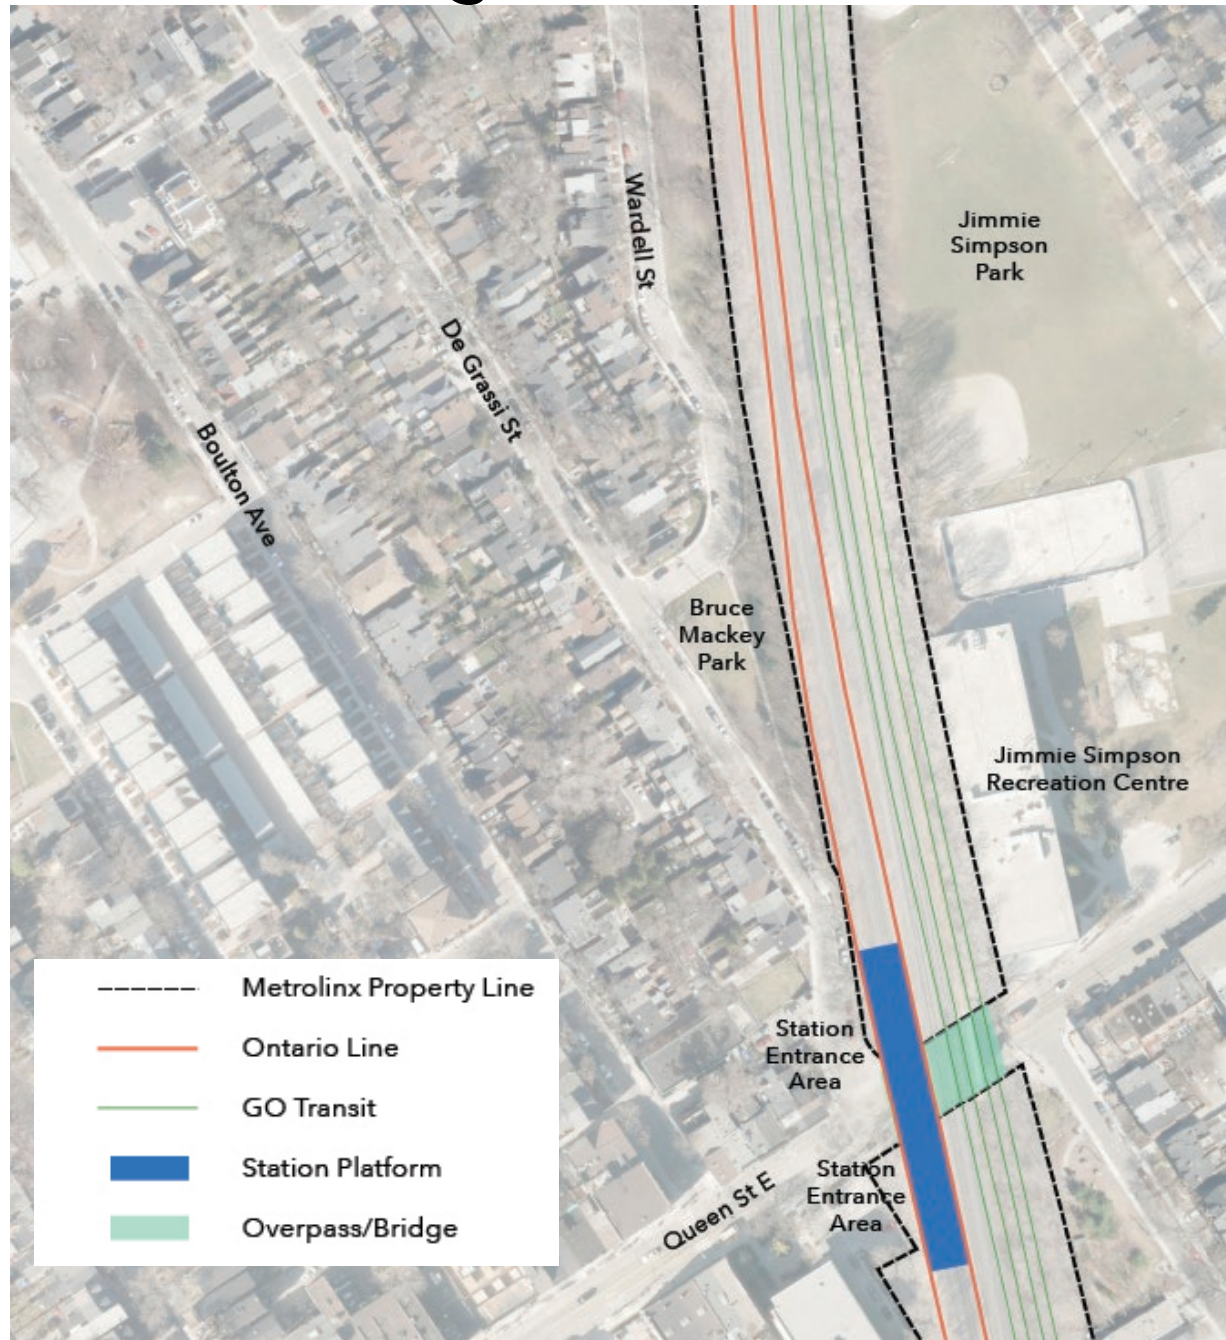 Wardell St
Jimmie
Simpson
Park
De Grassi St
Boulton Ave
Bruce
Mackey
Park
Jimmie Simpson
Recreation Centre
Station
Entrance
Area
Station
Entrance
Area
Queen St E
Metrolinx Property Line
Ontario Line
GO Transit
Station Platform
Overpass/Bridge